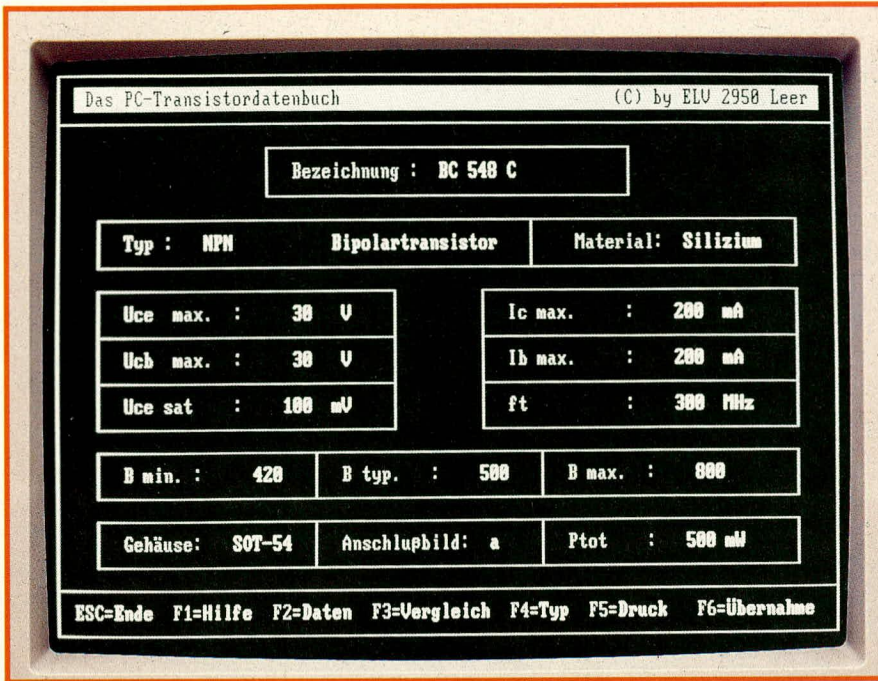 Das PC-Transistordatenbuch (C) by ELV 2950 Leer
Bezeichnung : BC 548 C
Typ : NPN Bipolartransistor Material: Silizium
Uce max. : 30 V Ic max. : 200 mA
Ucb max. : 30 V Ib max. : 200 mA
Uce sat : 100 mV ft : 300 MHz
B min. : 420 B typ. : 500 B max. : 800
Gehäuse: SOT-54 Anschlußbild: a Ptot : 500 mW
ESC=Ende F1=Hilfe F2=Daten F3=Vergleich F4=Typ F5=Druck F6=Übernahme